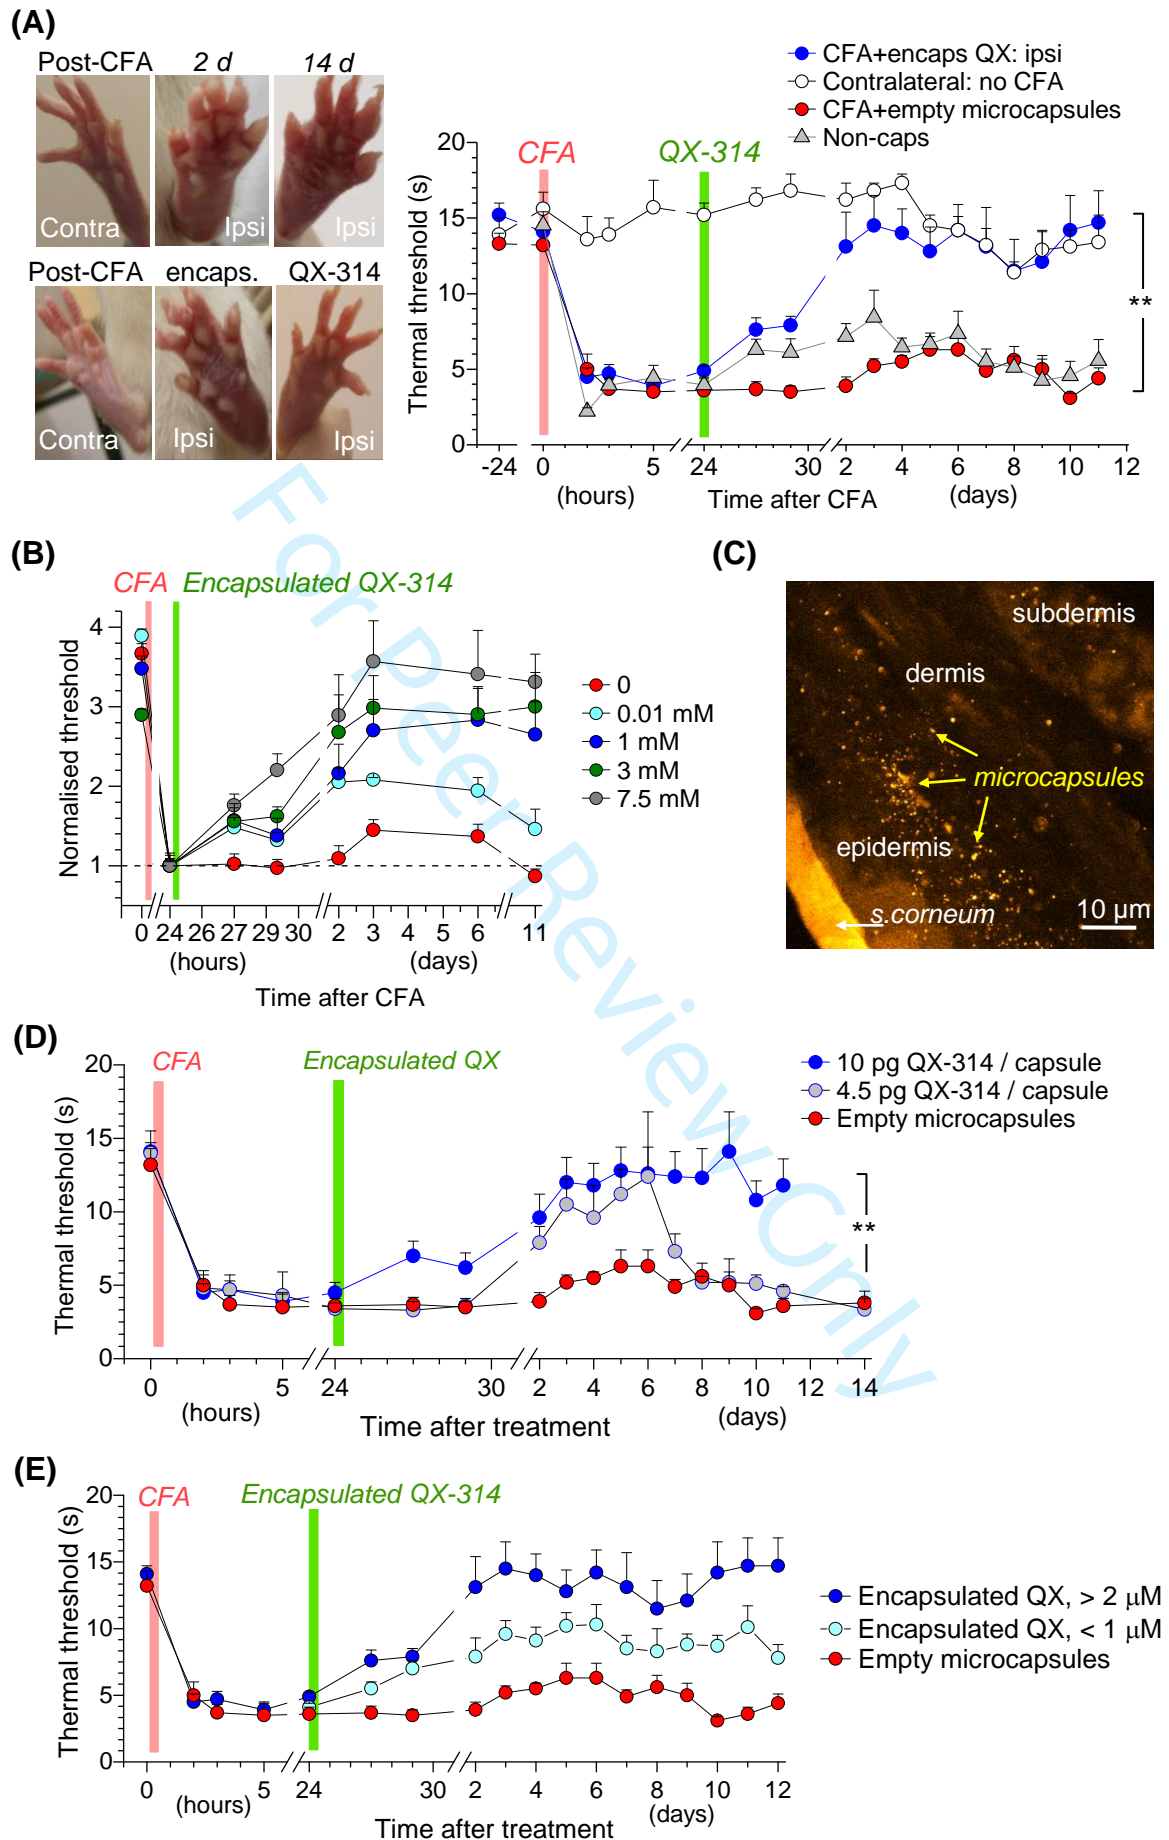 (A)
Post-CFA 2 d 14 d
Contra Ipsi Ipsi
Post-CFA encaps. QX-314
Contra Ipsi Ipsi
CFA+encaps QX: ipsi
Contralateral: no CFA
CFA+empty microcapsules
Non-caps
CFA QX-314
Thermal threshold (s)
20
15
10
5
0
**
-24 0 5 24 30 2 4 6 8 10 12
(hours) Time after CFA (days)
(B)
CFA Encapsulated QX-314
Normalised threshold
4
3
2
1
0
0.01 mM
1 mM
3 mM
7.5 mM
0 24 26 27 29 30 2 3 6 11
(hours) (days)
Time after CFA
(C)
subdermis
dermis
microcapsules
epidermis
s.corneum
10 µm
(D)
CFA Encapsulated QX
10 pg QX-314 / capsule
4.5 pg QX-314 / capsule
Empty microcapsules
Thermal threshold (s)
20
15
10
5
0
**
0 5 24 30 2 4 6 8 10 12 14
(hours) Time after treatment (days)
(E)
CFA Encapsulated QX-314
Thermal threshold (s)
20
15
10
5
0
Encapsulated QX, > 2 µM
Encapsulated QX, < 1 µM
Empty microcapsules
0 5 24 30 2 4 6 8 10 12
(hours) Time after treatment (days)
For Peer Review Only